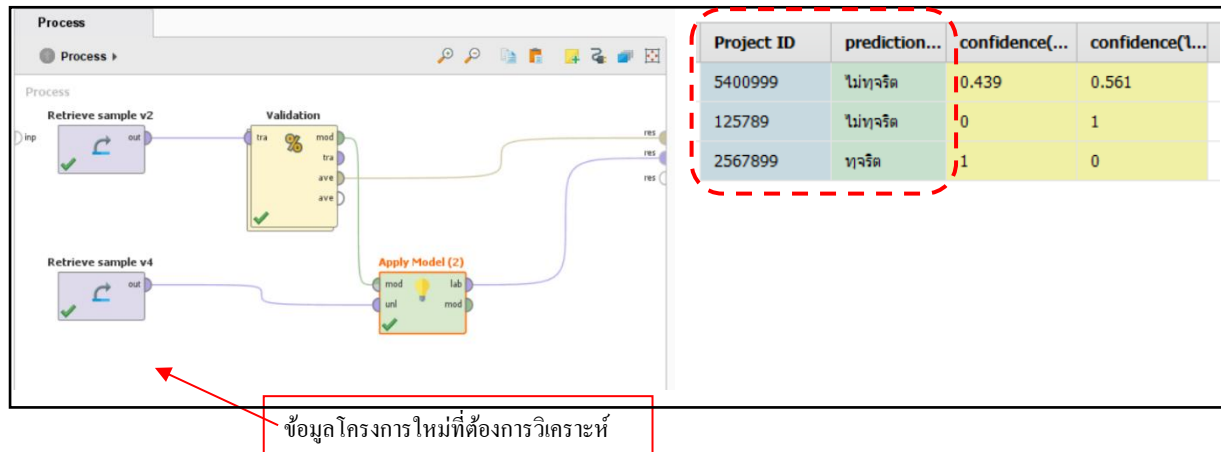 Process
Process
Process
Retrieve sample v2
inp
out
Validation
tra
mod
tra
ave
ave
res
res
res
Retrieve sample v4
out
Apply Model (2)
mod
unl
lab
mod
Project ID prediction... confidence(... confidence(ไ...
5400999 ไม่ทุจริต 0.439 0.561
125789 ไม่ทุจริต 0 1
2567899 ทุจริต 1 0
ข้อมูลโครงการใหม่ที่ต้องการวิเคราะห์